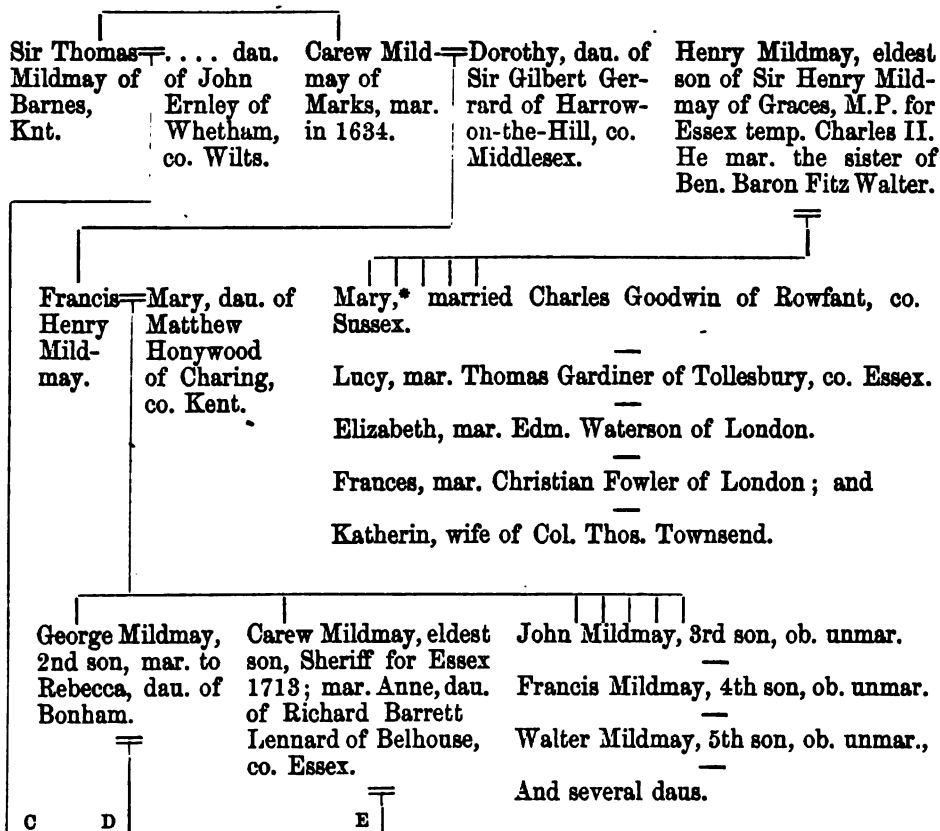 Sir Thomas
Mildmay of
Barnes,
Knt.
. . . . dau.
of John
Ernley of
Whetham,
co. Wilts.
Carew Mild-
may of
Marks, mar.
in 1634.
Dorothy, dau. of
Sir Gilbert Ger-
rard of Harrow-
on-the-Hill, co.
Middlesex.
Henry Mildmay, eldest
son of Sir Henry Mild-
may of Graces, M.P. for
Essex temp. Charles II.
He mar. the sister of
Ben. Baron Fitz Walter.
Francis
Henry
Mild-
may.
Mary, dau. of
Matthew
Honywood
of Charing,
co. Kent.
Mary,* married Charles Goodwin of Rowfant, co.
Sussex.
Lucy, mar. Thomas Gardiner of Tollesbury, co. Essex.
Elizabeth, mar. Edm. Waterson of London.
Frances, mar. Christian Fowler of London; and
Katherin, wife of Col. Thos. Townsend.
George Mildmay,
2nd son, mar. to
Rebecca, dau. of
Bonham.
Carew Mildmay, eldest
son, Sheriff for Essex
1713; mar. Anne, dau.
of Richard Barrett
Lennard of Belhouse,
co. Essex.
John Mildmay, 3rd son, ob. unmar.
Francis Mildmay, 4th son, ob. unmar.
Walter Mildmay, 5th son, ob. unmar.,
And several daus.
C D E